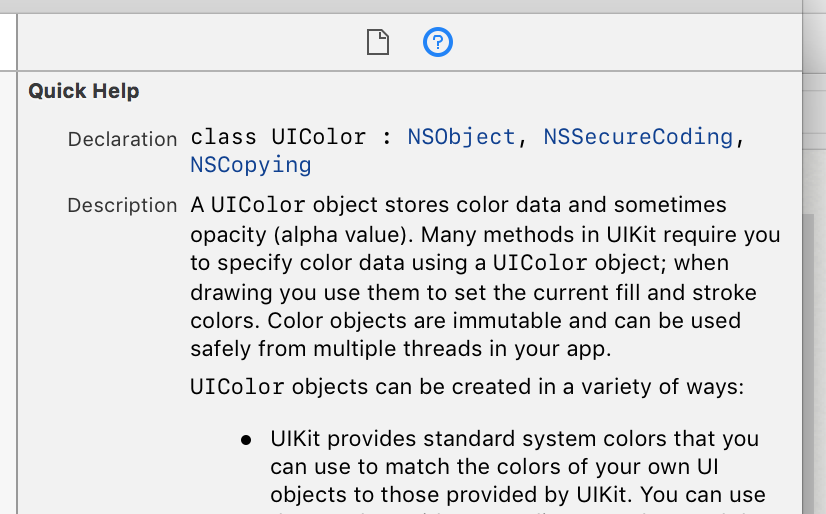 Quick Help
Declaration class UIColor : NSObject, NSSecureCoding,
NSCopying
Description A UIColor object stores color data and sometimes
opacity (alpha value). Many methods in UIKit require you
to specify color data using a UIColor object; when
drawing you use them to set the current fill and stroke
colors. Color objects are immutable and can be used
safely from multiple threads in your app.
UIColor objects can be created in a variety of ways:
• UIKit provides standard system colors that you
can use to match the colors of your own UI
objects to those provided by UIKit. You can use